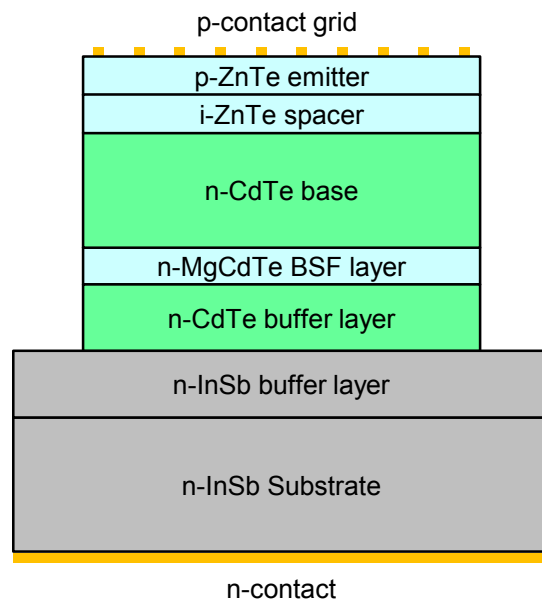 p-contact grid
p-ZnTe emitter
i-ZnTe spacer
n-CdTe base
n-MgCdTe BSF layer
n-CdTe buffer layer
n-InSb buffer layer
n-InSb Substrate
n-contact